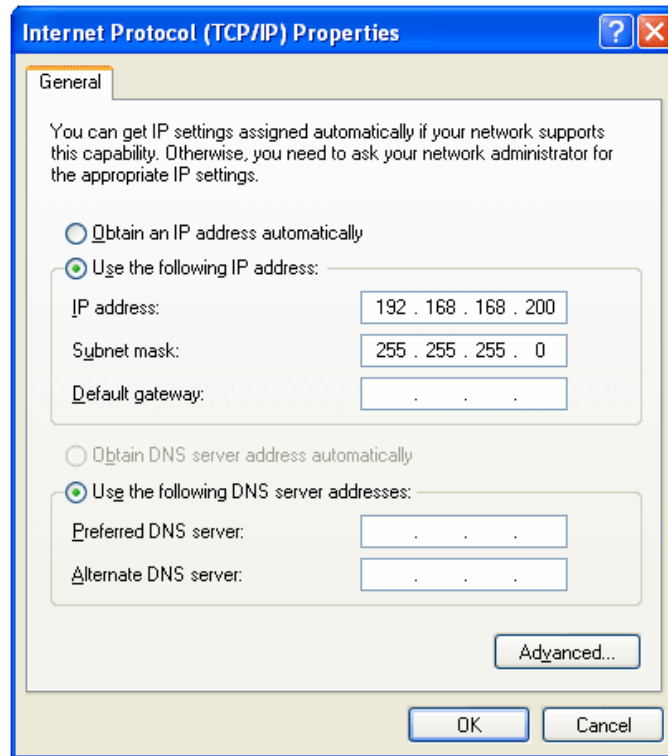 Internet Protocol (TCP/IP) Properties
General
You can get IP settings assigned automatically if your network supports
this capability. Otherwise, you need to ask your network administrator for
the appropriate IP settings.
Obtain an IP address automatically
Use the following IP address:
IP address: 192 . 168 . 168 . 200
Subnet mask: 255 . 255 . 255 . 0
Default gateway: . . .
Obtain DNS server address automatically
Use the following DNS server addresses:
Preferred DNS server: . . .
Alternate DNS server: . . .
Advanced...
OK Cancel